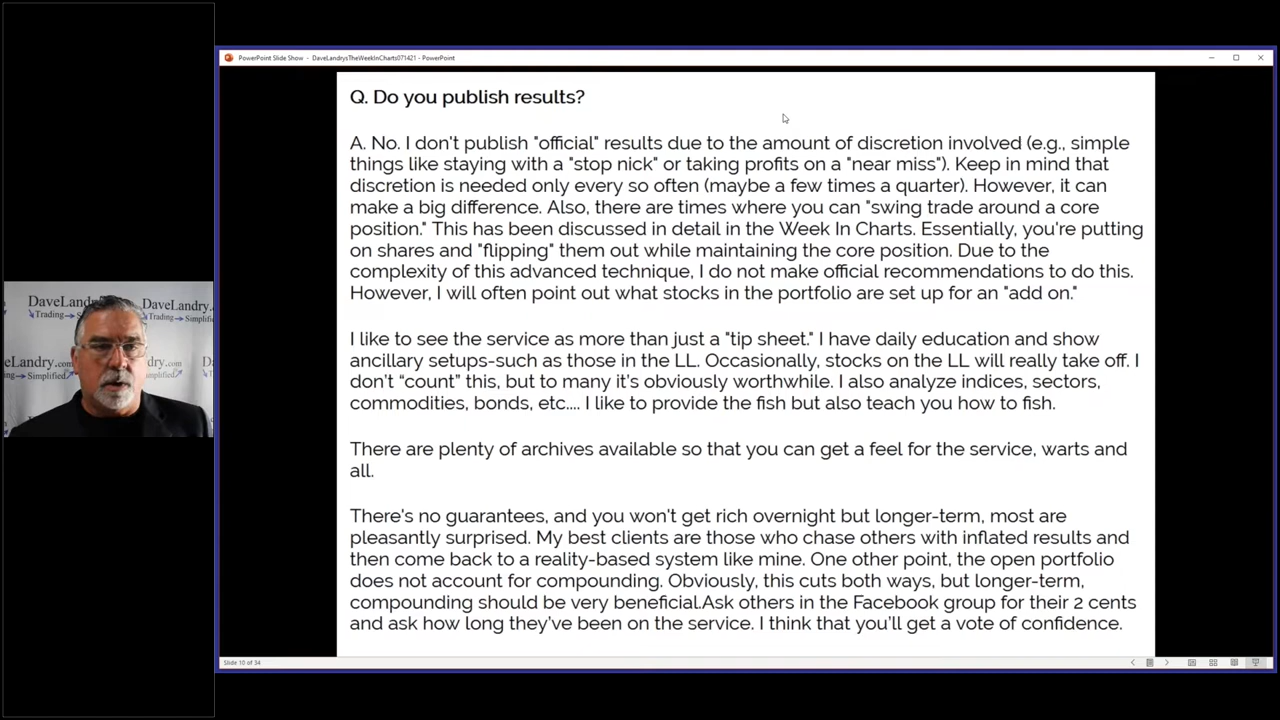 PowerPoint Slide Show - DaveLandrysTheWeekInCharts071421 - PowerPoint
Q. Do you publish results?
A. No. I don't publish "official" results due to the amount of discretion involved (e.g., simple
things like staying with a "stop nick" or taking profits on a "near miss"). Keep in mind that
discretion is needed only every so often (maybe a few times a quarter). However, it can
make a big difference. Also, there are times where you can "swing trade around a core
position." This has been discussed in detail in the Week In Charts. Essentially, you're putting
on shares and "flipping" them out while maintaining the core position. Due to the
complexity of this advanced technique, I do not make official recommendations to do this.
However, I will often point out what stocks in the portfolio are set up for an "add on."
I like to see the service as more than just a "tip sheet." I have daily education and show
ancillary setups-such as those in the LL. Occasionally, stocks on the LL will really take off. I
don't “count” this, but to many it's obviously worthwhile. I also analyze indices, sectors,
commodities, bonds, etc.... I like to provide the fish but also teach you how to fish.
There are plenty of archives available so that you can get a feel for the service, warts and
all.
There's no guarantees, and you won't get rich overnight but longer-term, most are
pleasantly surprised. My best clients are those who chase others with inflated results and
then come back to a reality-based system like mine. One other point, the open portfolio
does not account for compounding. Obviously, this cuts both ways, but longer-term,
compounding should be very beneficial.Ask others in the Facebook group for their 2 cents
and ask how long they’ve been on the service. I think that you’ll get a vote of confidence.
Slide 10 of 34
DaveLandry
DaveLandry.
Trading
Simplified
eLandry.com
Simplified